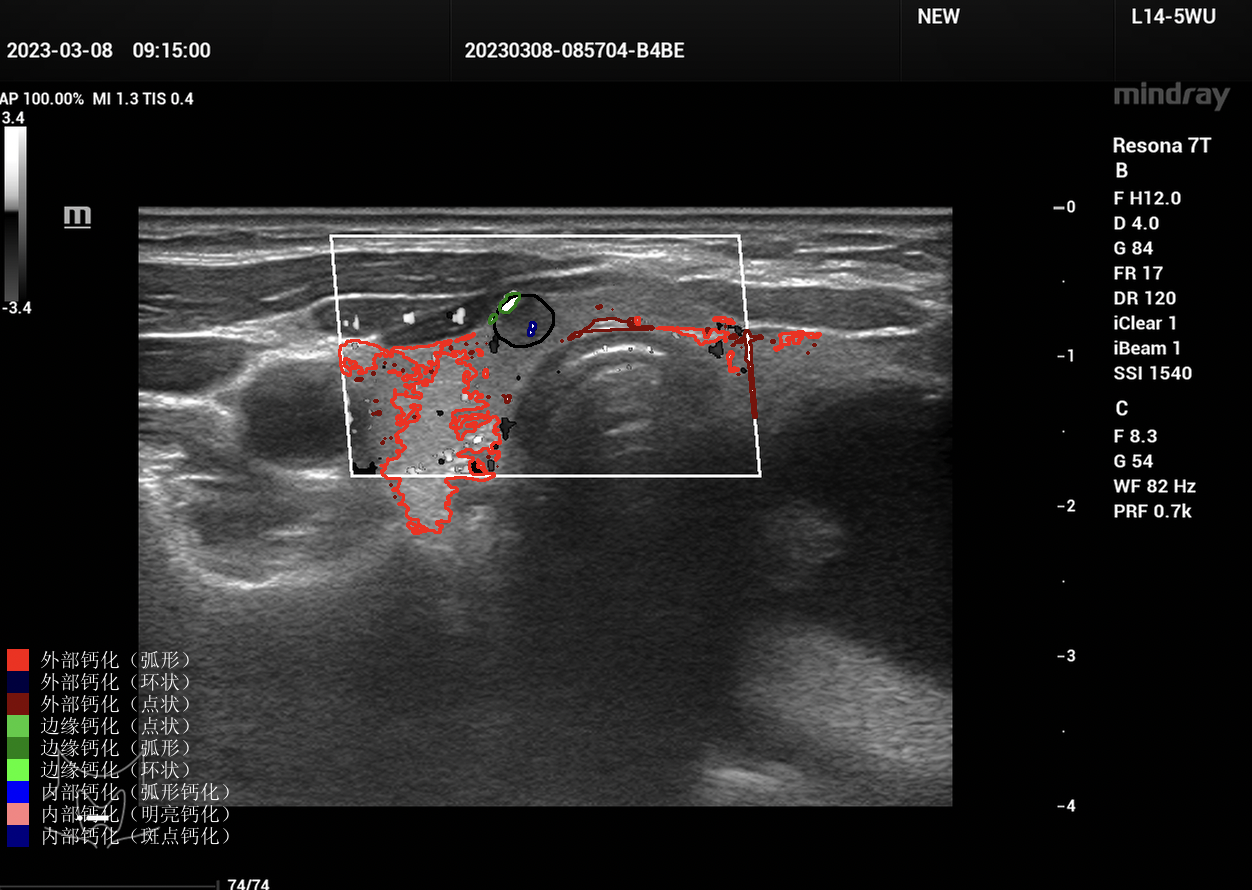 NEW
L14-5WU
2023-03-08 09:15:00
20230308-085704-B4BE
AP 100.00% MI 1.3 TIS 0.4
mindray
3.4
-3.4
m
Resona 7T
B
F H12.0
D 4.0
G 84
FR 17
DR 120
iClear 1
iBeam 1
SSI 1540
C
F 8.3
G 54
WF 82 Hz
PRF 0.7k
0
-1
-2
-3
-4
外部钙化（弧形）
外部钙化（环状）
外部钙化（点状）
边缘钙化（点状）
边缘钙化（弧形）
边缘钙化（环状）
内部钙化（弧形钙化）
内部钙化（明亮钙化）
内部钙化（斑点钙化）
74/74